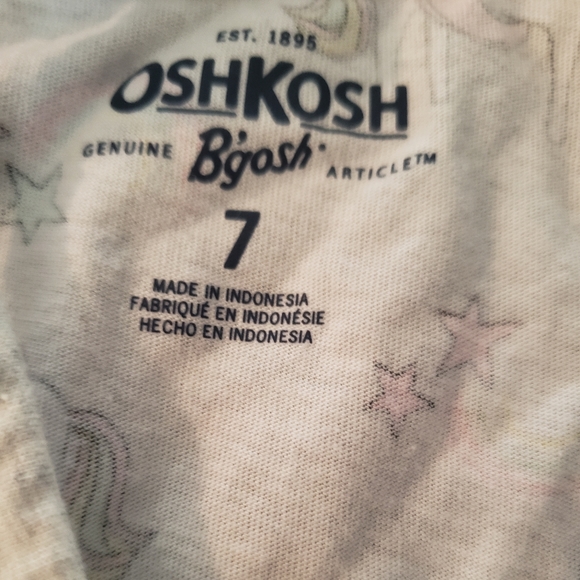 EST. 1895
OSHKOSH
GENUINE B'gosh ARTICLE™
7
MADE IN INDONESIA
FABRIQUÉ EN INDONÉSIE
HECHO EN INDONESIA